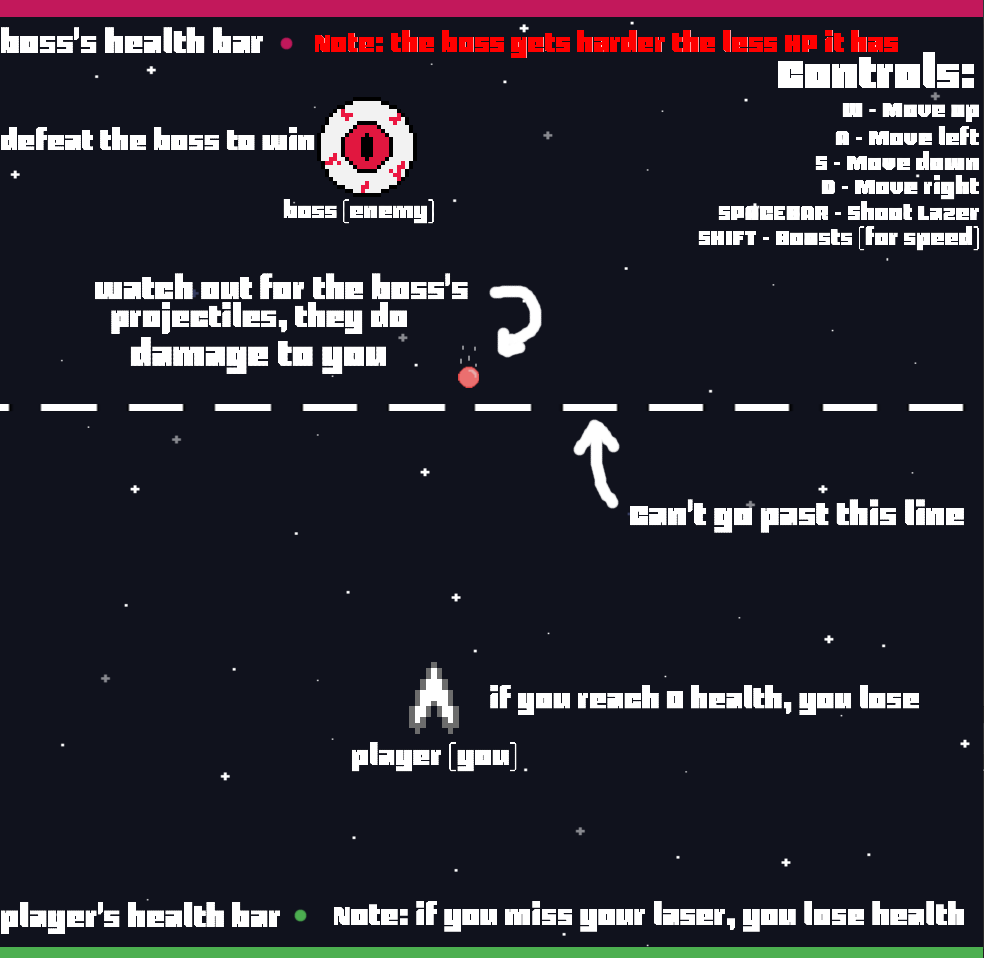 boss's health bar
Note: the boss gets harder the less HP it has
Controls:
W - Move up
A - Move left
S - Move down
D - Move right
SPACEBAR - Shoot Lazer
SHIFT - Boosts (for speed)
defeat the boss to win
boss (enemy)
watch out for the boss's
projectiles, they do
damage to you
Can't go past this line
if you reach 0 health, you lose
player (you)
player's health bar
Note: if you miss your laser, you lose health